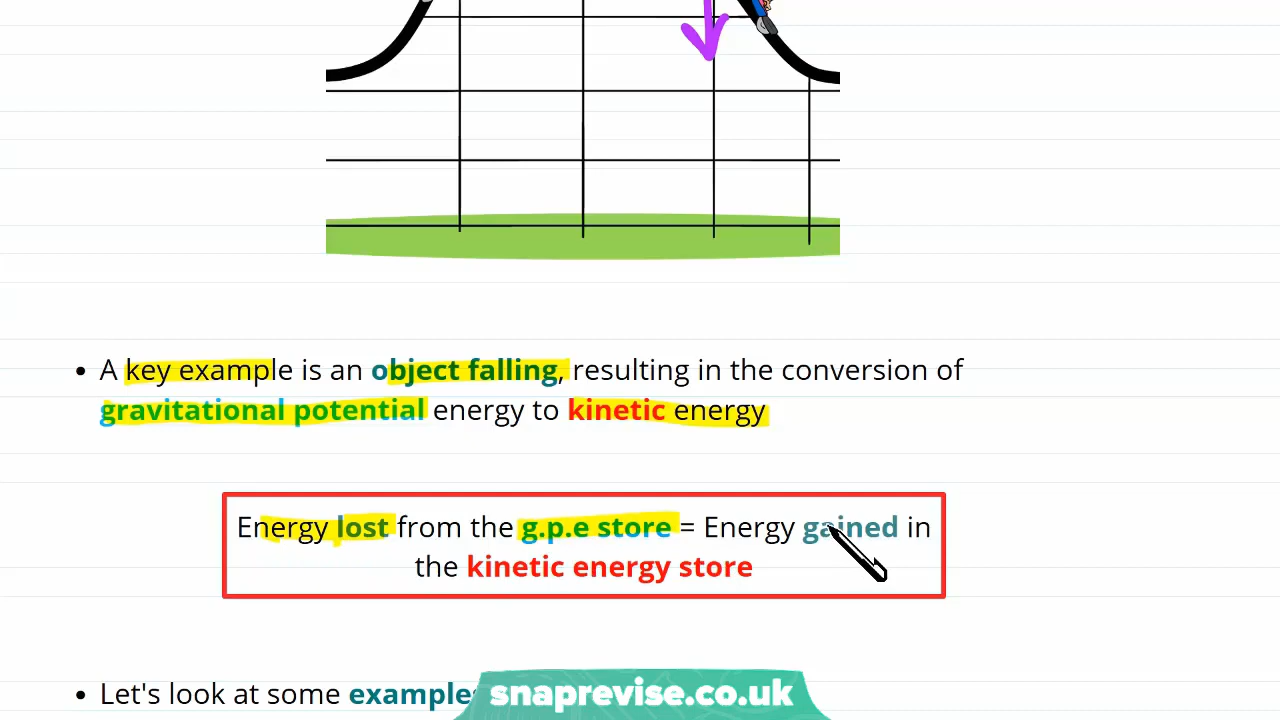 • A key example is an object falling, resulting in the conversion of
gravitational potential energy to kinetic energy
Energy lost from the g.p.e store = Energy gained in
the kinetic energy store
• Let's look at some examples
snaprevise.co.uk